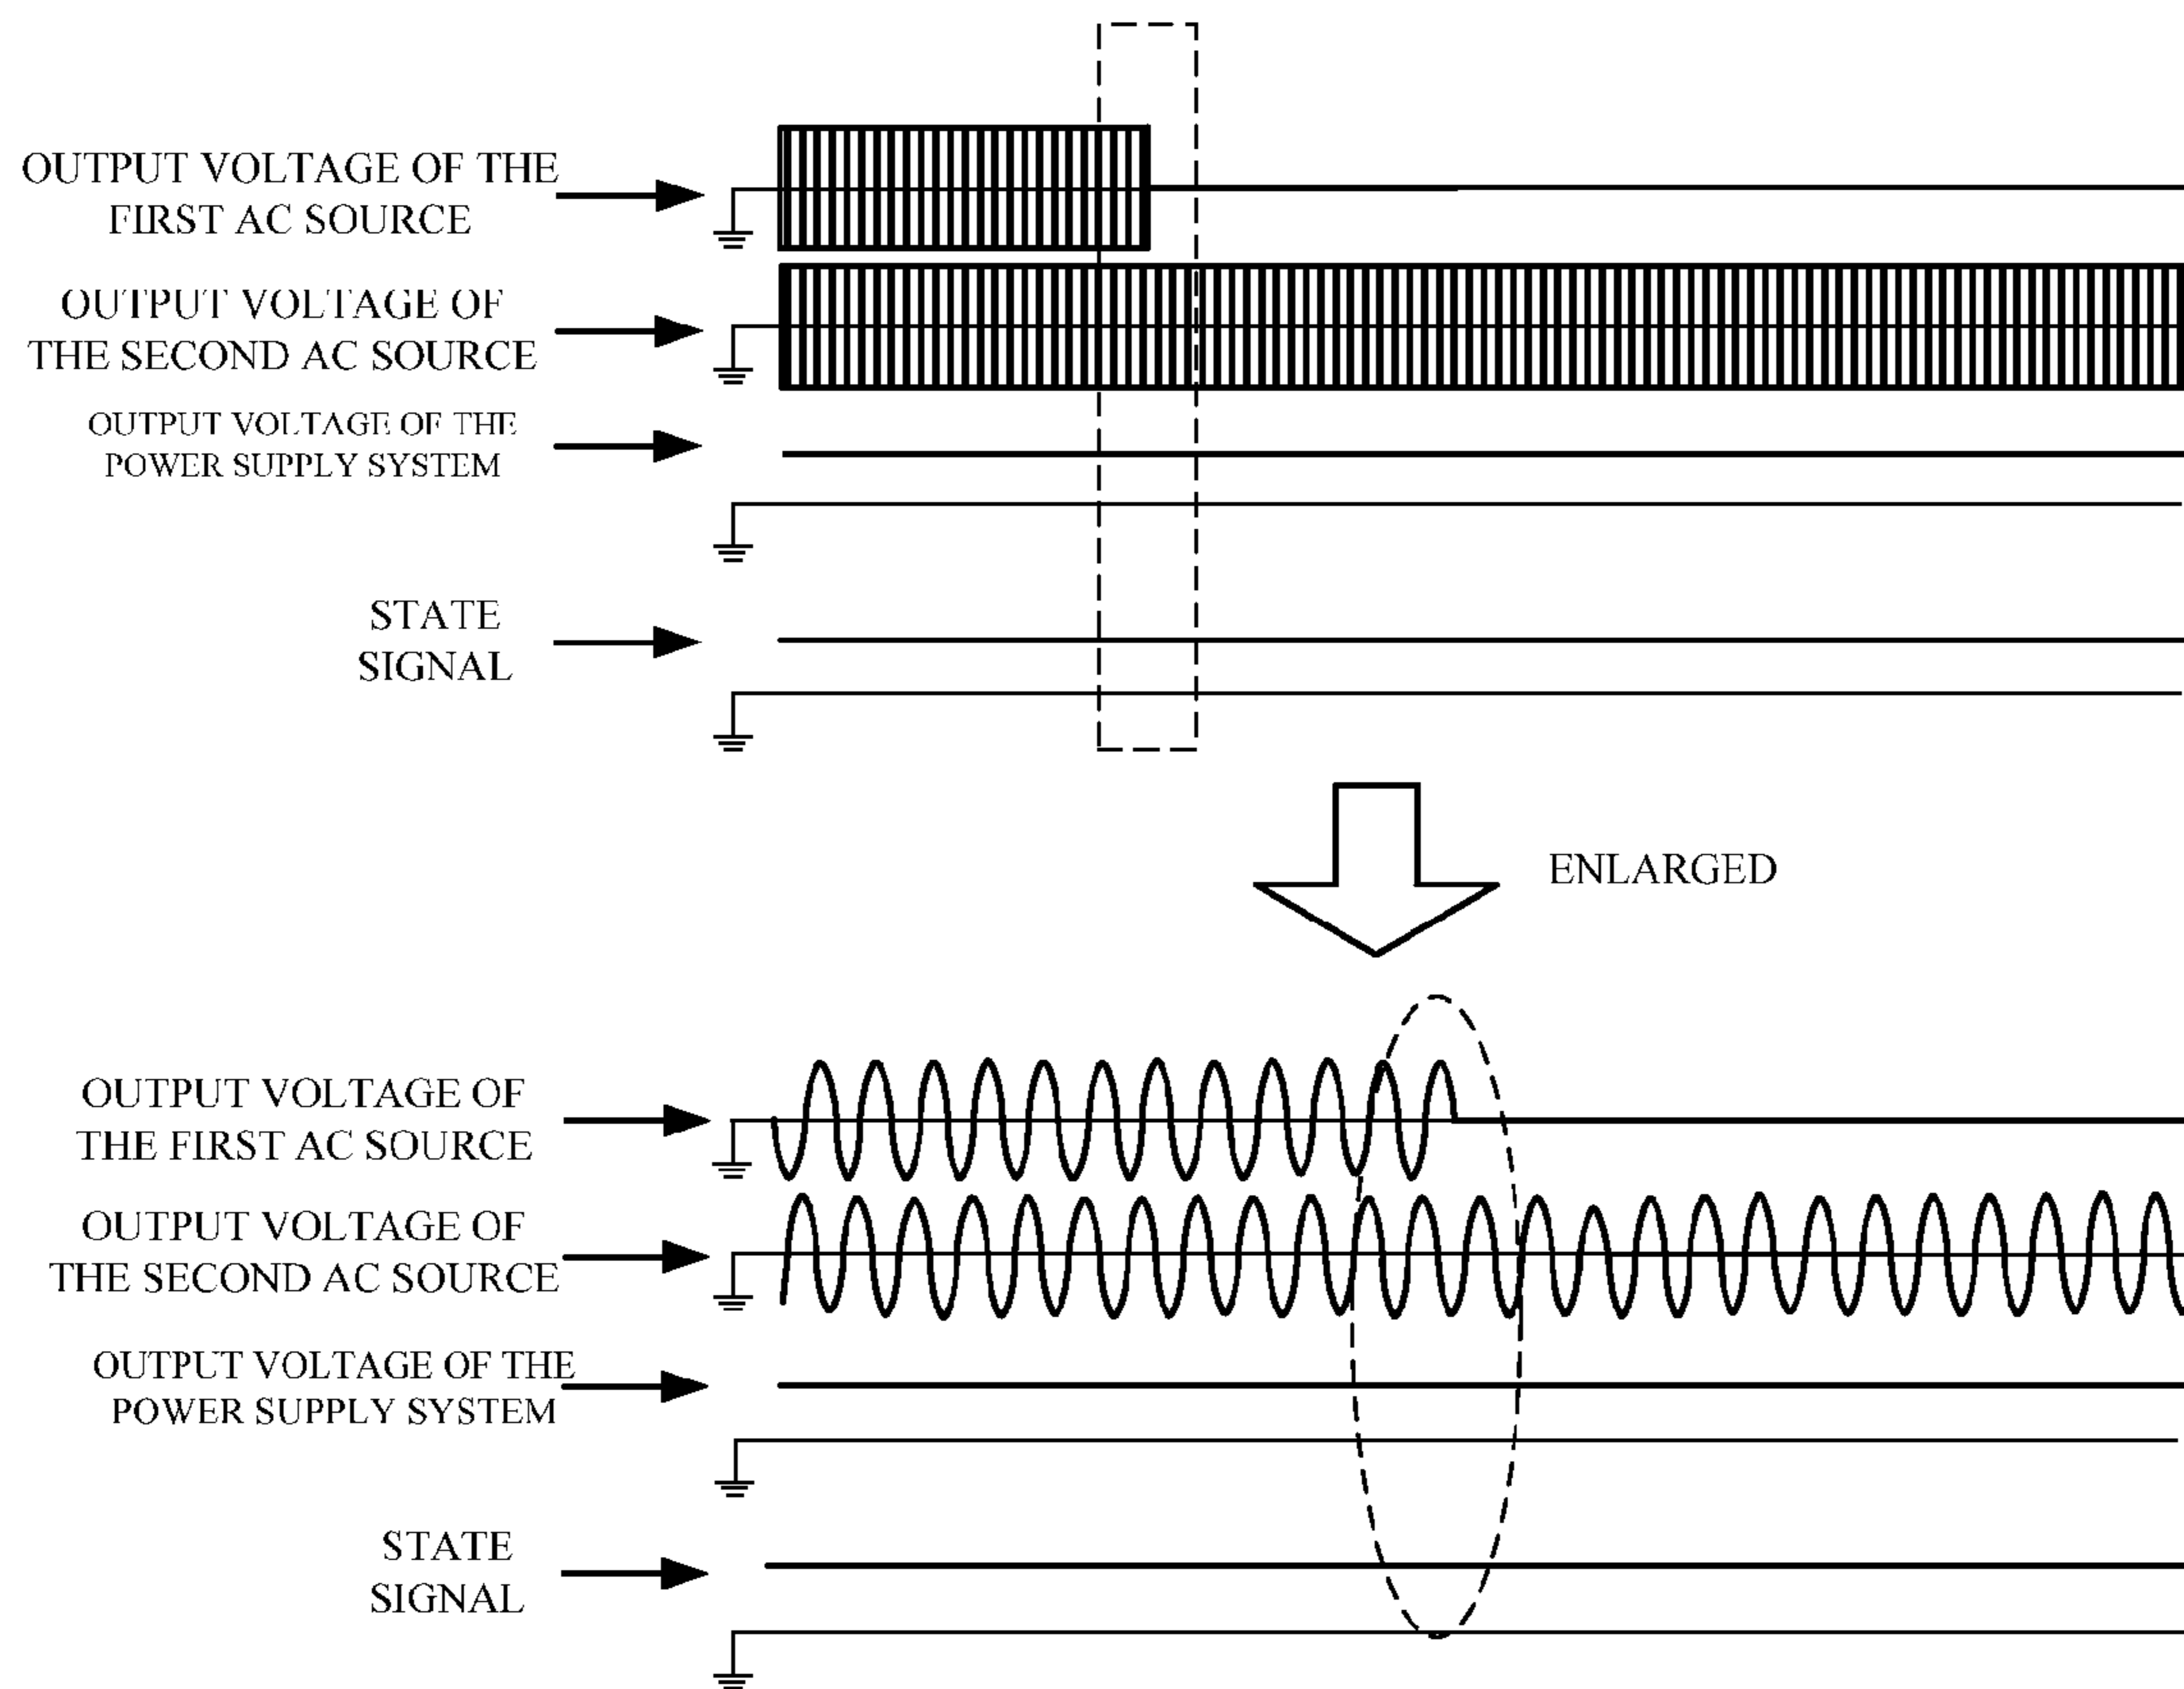 OUTPUT VOLTAGE OF THE
FIRST AC SOURCE
OUTPUT VOLTAGE OF
THE SECOND AC SOURCE
OUTPUT VOLTAGE OF THE
POWER SUPPLY SYSTEM
STATE
SIGNAL
ENLARGED
OUTPUT VOLTAGE OF
THE FIRST AC SOURCE
OUTPUT VOLTAGE OF
THE SECOND AC SOURCE
OUTPUT VOLTAGE OF THE
POWER SUPPLY SYSTEM
STATE
SIGNAL